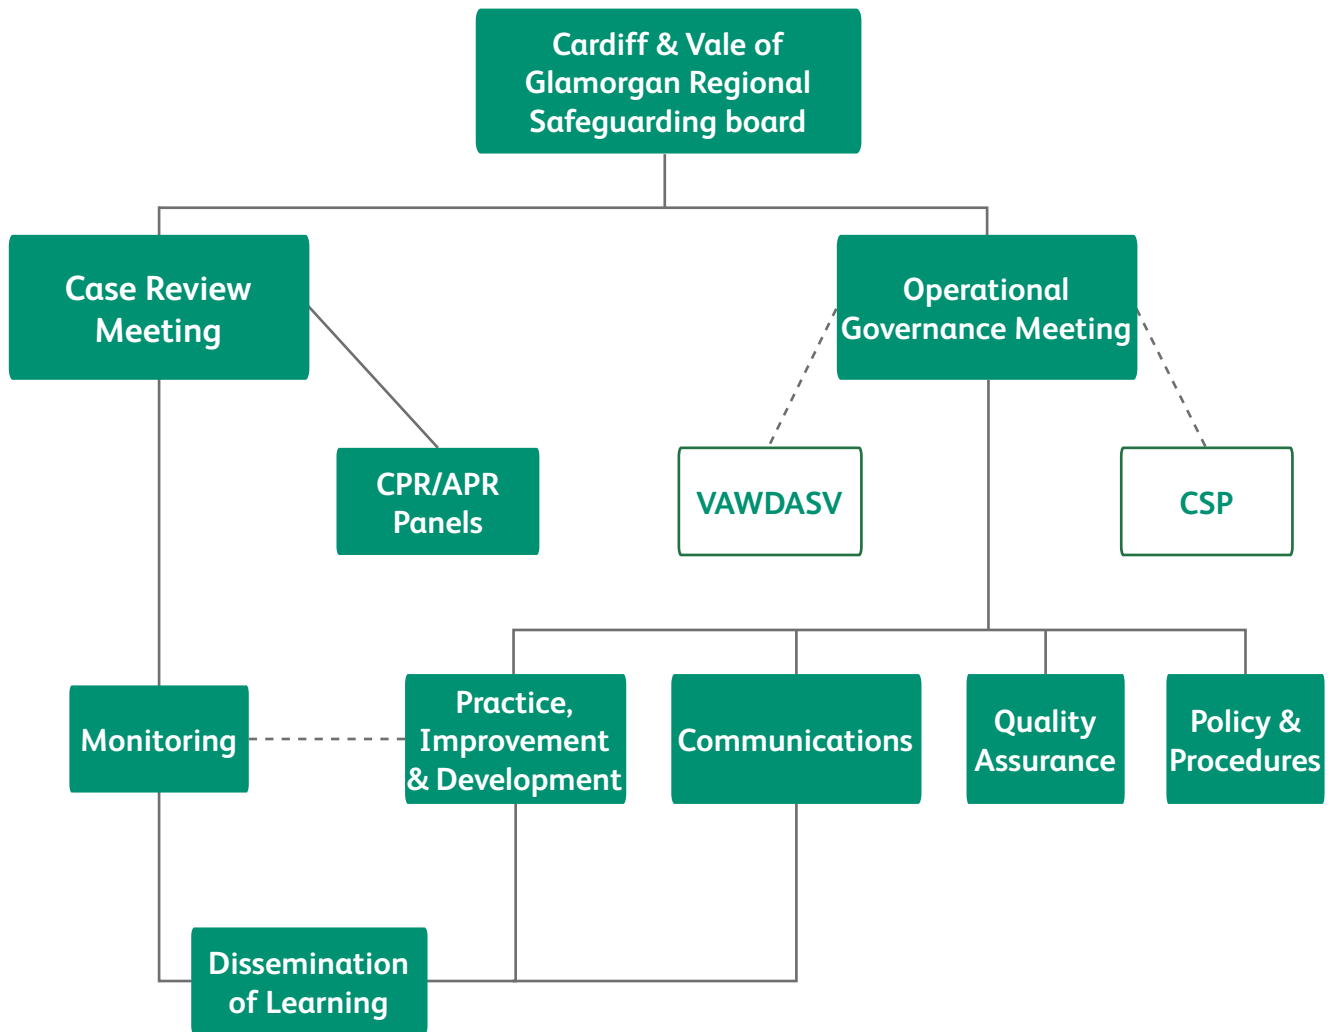 Cardiff & Vale of
Glamorgan Regional
Safeguarding board
Case Review
Meeting
Operational
Governance Meeting
CPR/APR
Panels
VAWDASV
CSP
Monitoring
Practice,
Improvement
& Development
Communications
Quality
Assurance
Policy &
Procedures
Dissemination
of Learning